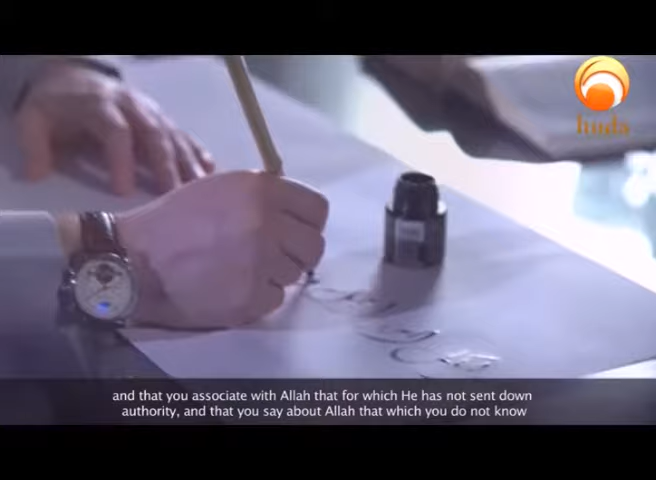 huda
and that you associate with Allah that for which He has not sent down
authority, and that you say about Allah that which you do not know